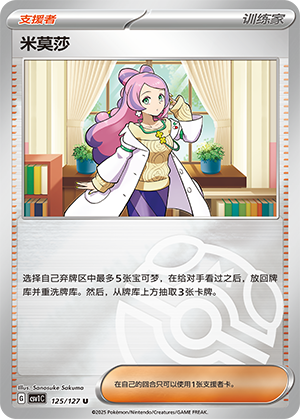 支援者
训练家
米莫莎
选择自己弃牌区中最多5张宝可梦，在给对手看过之后，放回牌
库并重洗牌库。然后，从牌库上方抽取3张卡牌。
Illus. Sanosuke Sakuma
G CSV1C 125/127 U
在自己的回合只可以使用1张支援者卡。
©2025 Pokémon/Nintendo/Creatures/GAME FREAK.